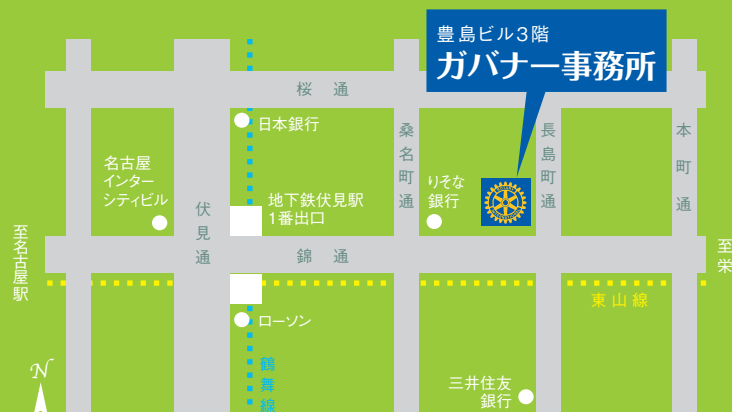 豊島ビル3階
ガバナー事務所
桜通
日本銀行
桑名町通
長島町通
本町通
名古屋
インター
シティビル
伏見通
地下鉄伏見駅
1番出口
りそな
銀行
至名古屋駅
錦通
至栄
東山線
ローソン
鶴舞線
三井住友
銀行
N